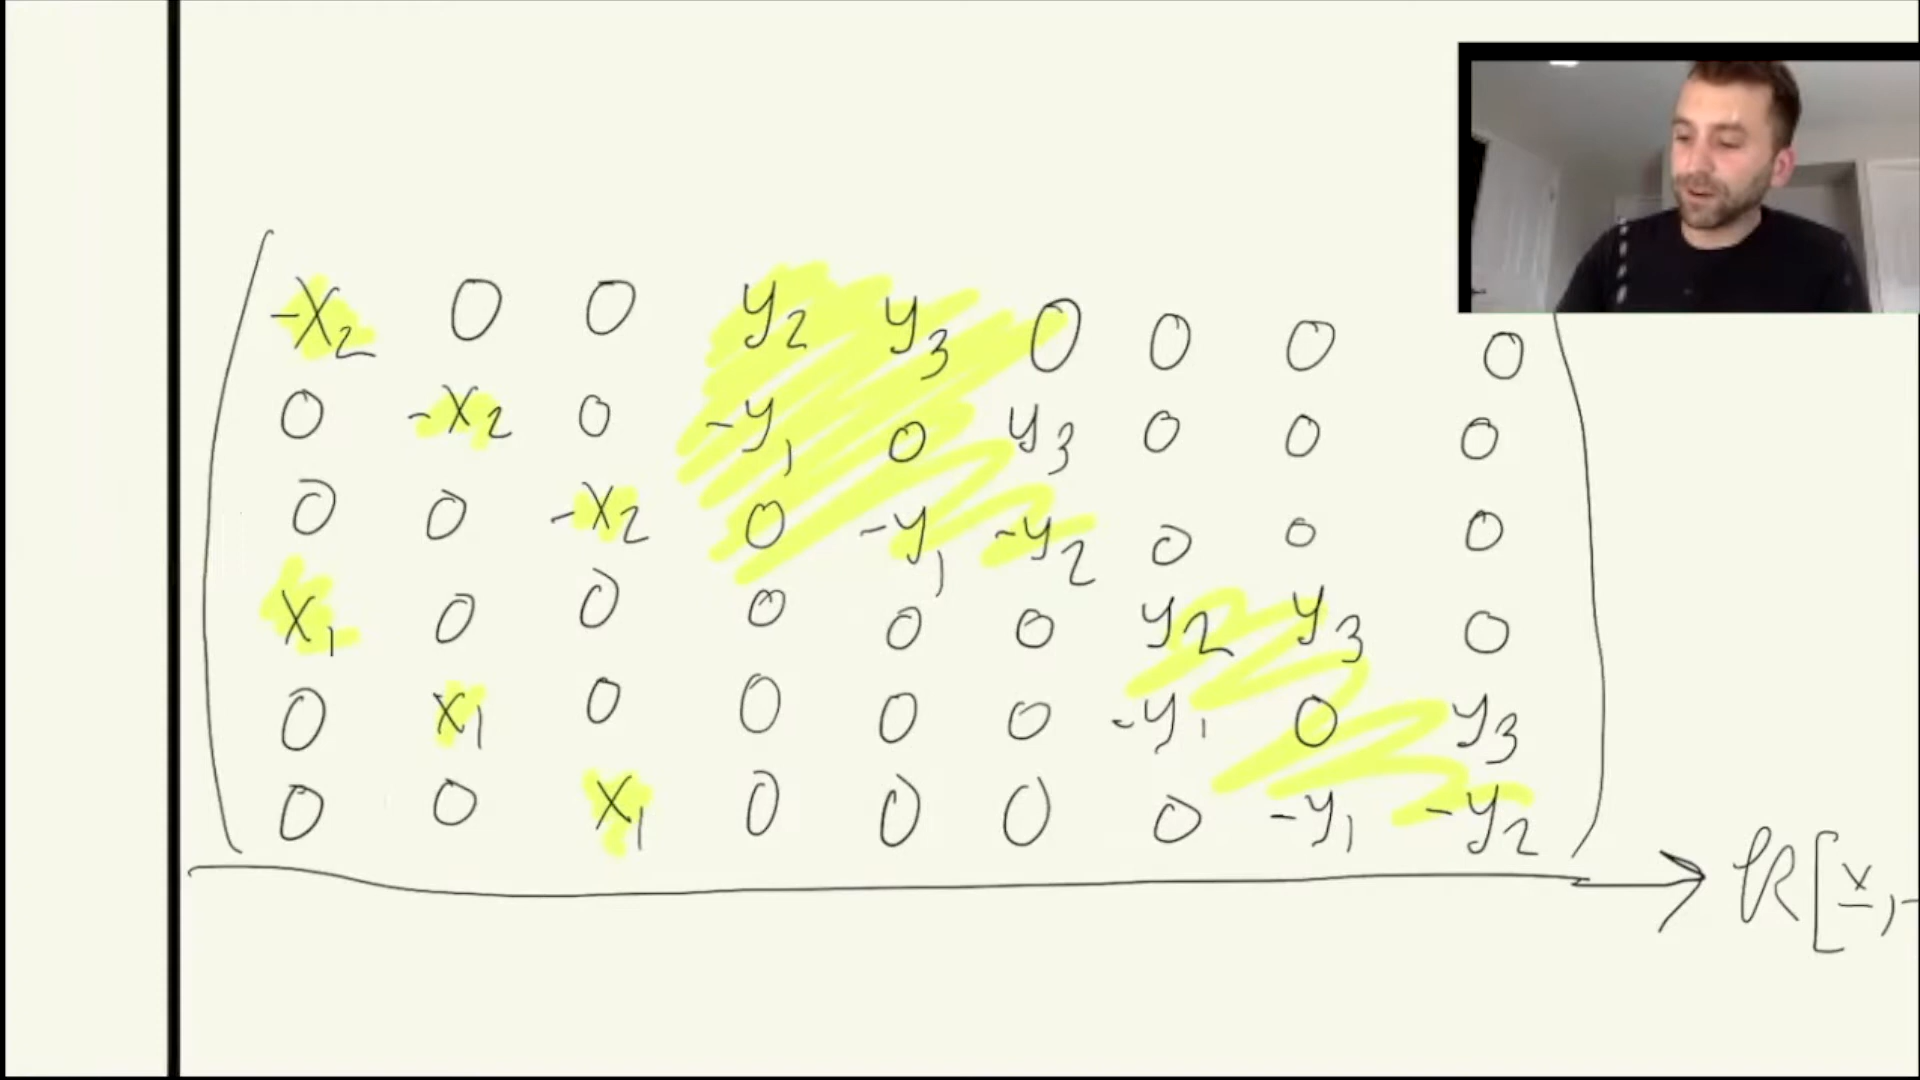 -x₂ 0 0 y₂ y₃ 0 0 0 0
0 -x₂ 0 -y₁ 0 y₃ 0 0 0
0 0 -x₂ 0 -y₁ -y₂ 0 0 0
x₁ 0 0 0 0 0 y₂ y₃ 0
0 x₁ 0 0 0 0 -y₁ 0 y₃
0 0 x₁ 0 0 0 0 -y₁ -y₂
→ k[x,